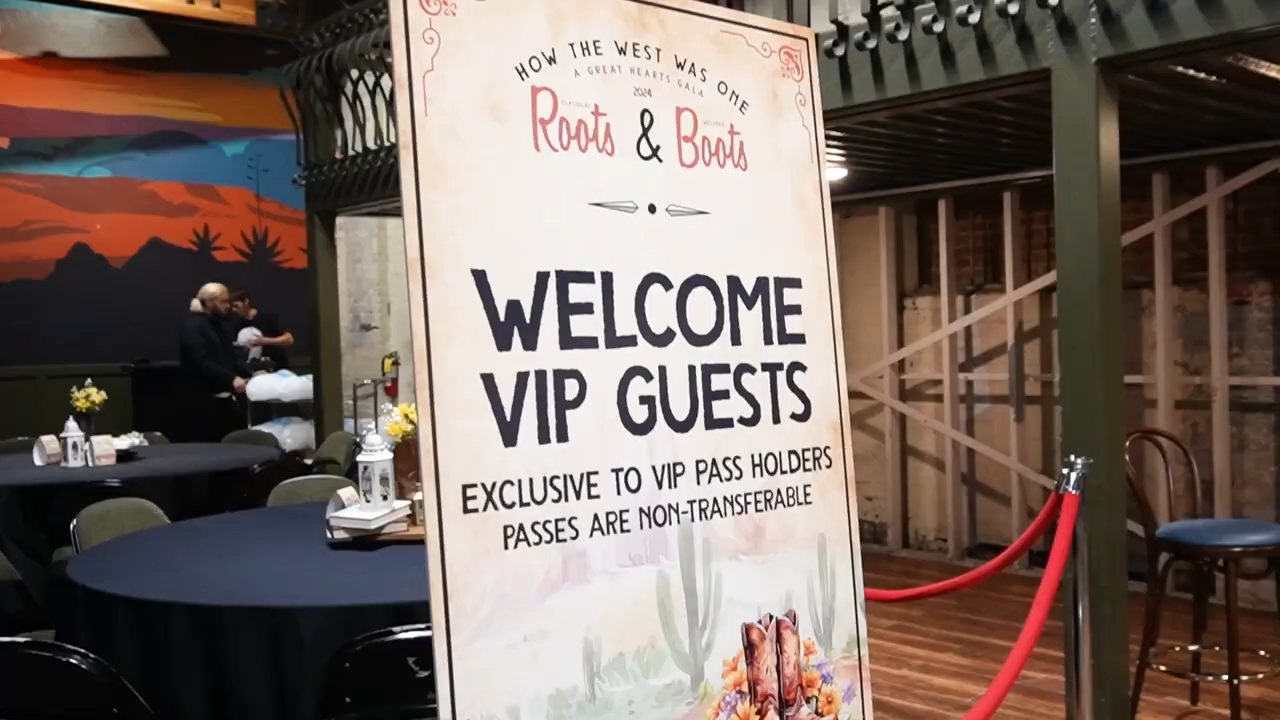 HOW THE WEST WAS ONE
A GREAT HEARTS GALA
2024
Roots & Boots
WELCOME
VIP GUESTS
EXCLUSIVE TO VIP PASS HOLDERS
PASSES ARE NON-TRANSFERABLE